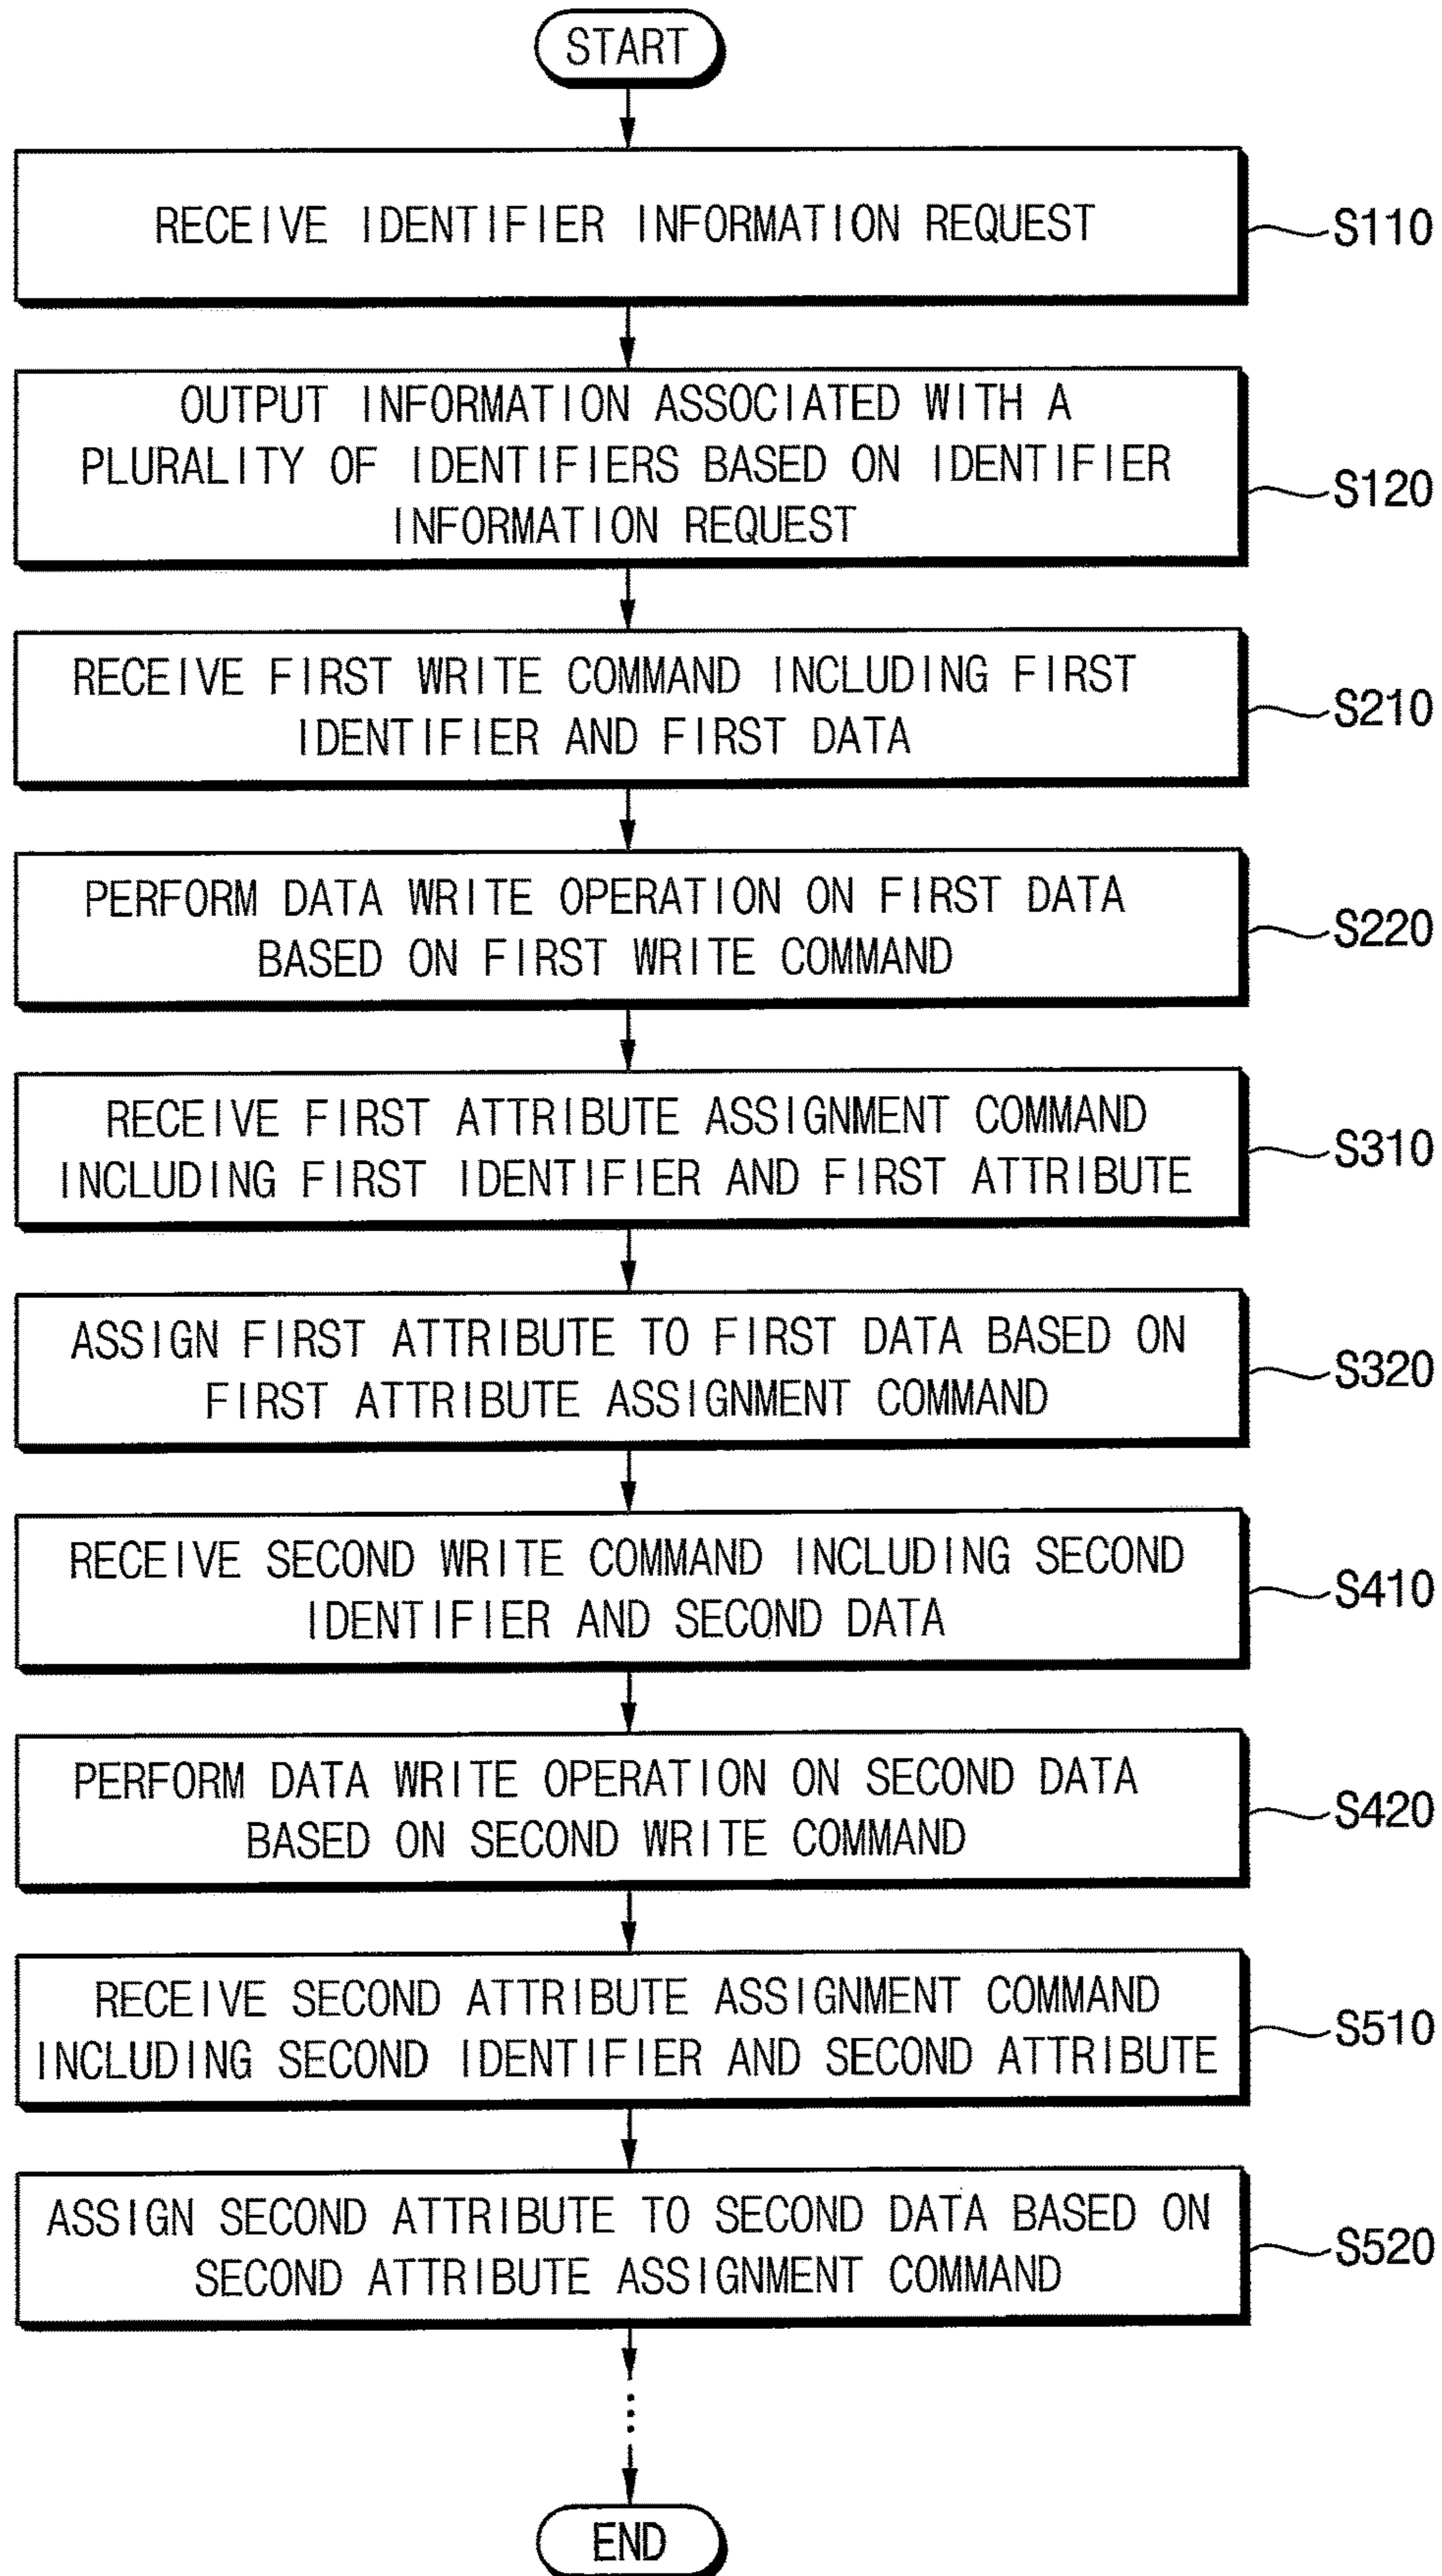 START
RECEIVE IDENTIFIER INFORMATION REQUEST
S110
OUTPUT INFORMATION ASSOCIATED WITH A
PLURALITY OF IDENTIFIERS BASED ON IDENTIFIER
INFORMATION REQUEST
S120
RECEIVE FIRST WRITE COMMAND INCLUDING FIRST
IDENTIFIER AND FIRST DATA
S210
PERFORM DATA WRITE OPERATION ON FIRST DATA
BASED ON FIRST WRITE COMMAND
S220
RECEIVE FIRST ATTRIBUTE ASSIGNMENT COMMAND
INCLUDING FIRST IDENTIFIER AND FIRST ATTRIBUTE
S310
ASSIGN FIRST ATTRIBUTE TO FIRST DATA BASED ON
FIRST ATTRIBUTE ASSIGNMENT COMMAND
S320
RECEIVE SECOND WRITE COMMAND INCLUDING SECOND
IDENTIFIER AND SECOND DATA
S410
PERFORM DATA WRITE OPERATION ON SECOND DATA
BASED ON SECOND WRITE COMMAND
S420
RECEIVE SECOND ATTRIBUTE ASSIGNMENT COMMAND
INCLUDING SECOND IDENTIFIER AND SECOND ATTRIBUTE
S510
ASSIGN SECOND ATTRIBUTE TO SECOND DATA BASED ON
SECOND ATTRIBUTE ASSIGNMENT COMMAND
S520
END